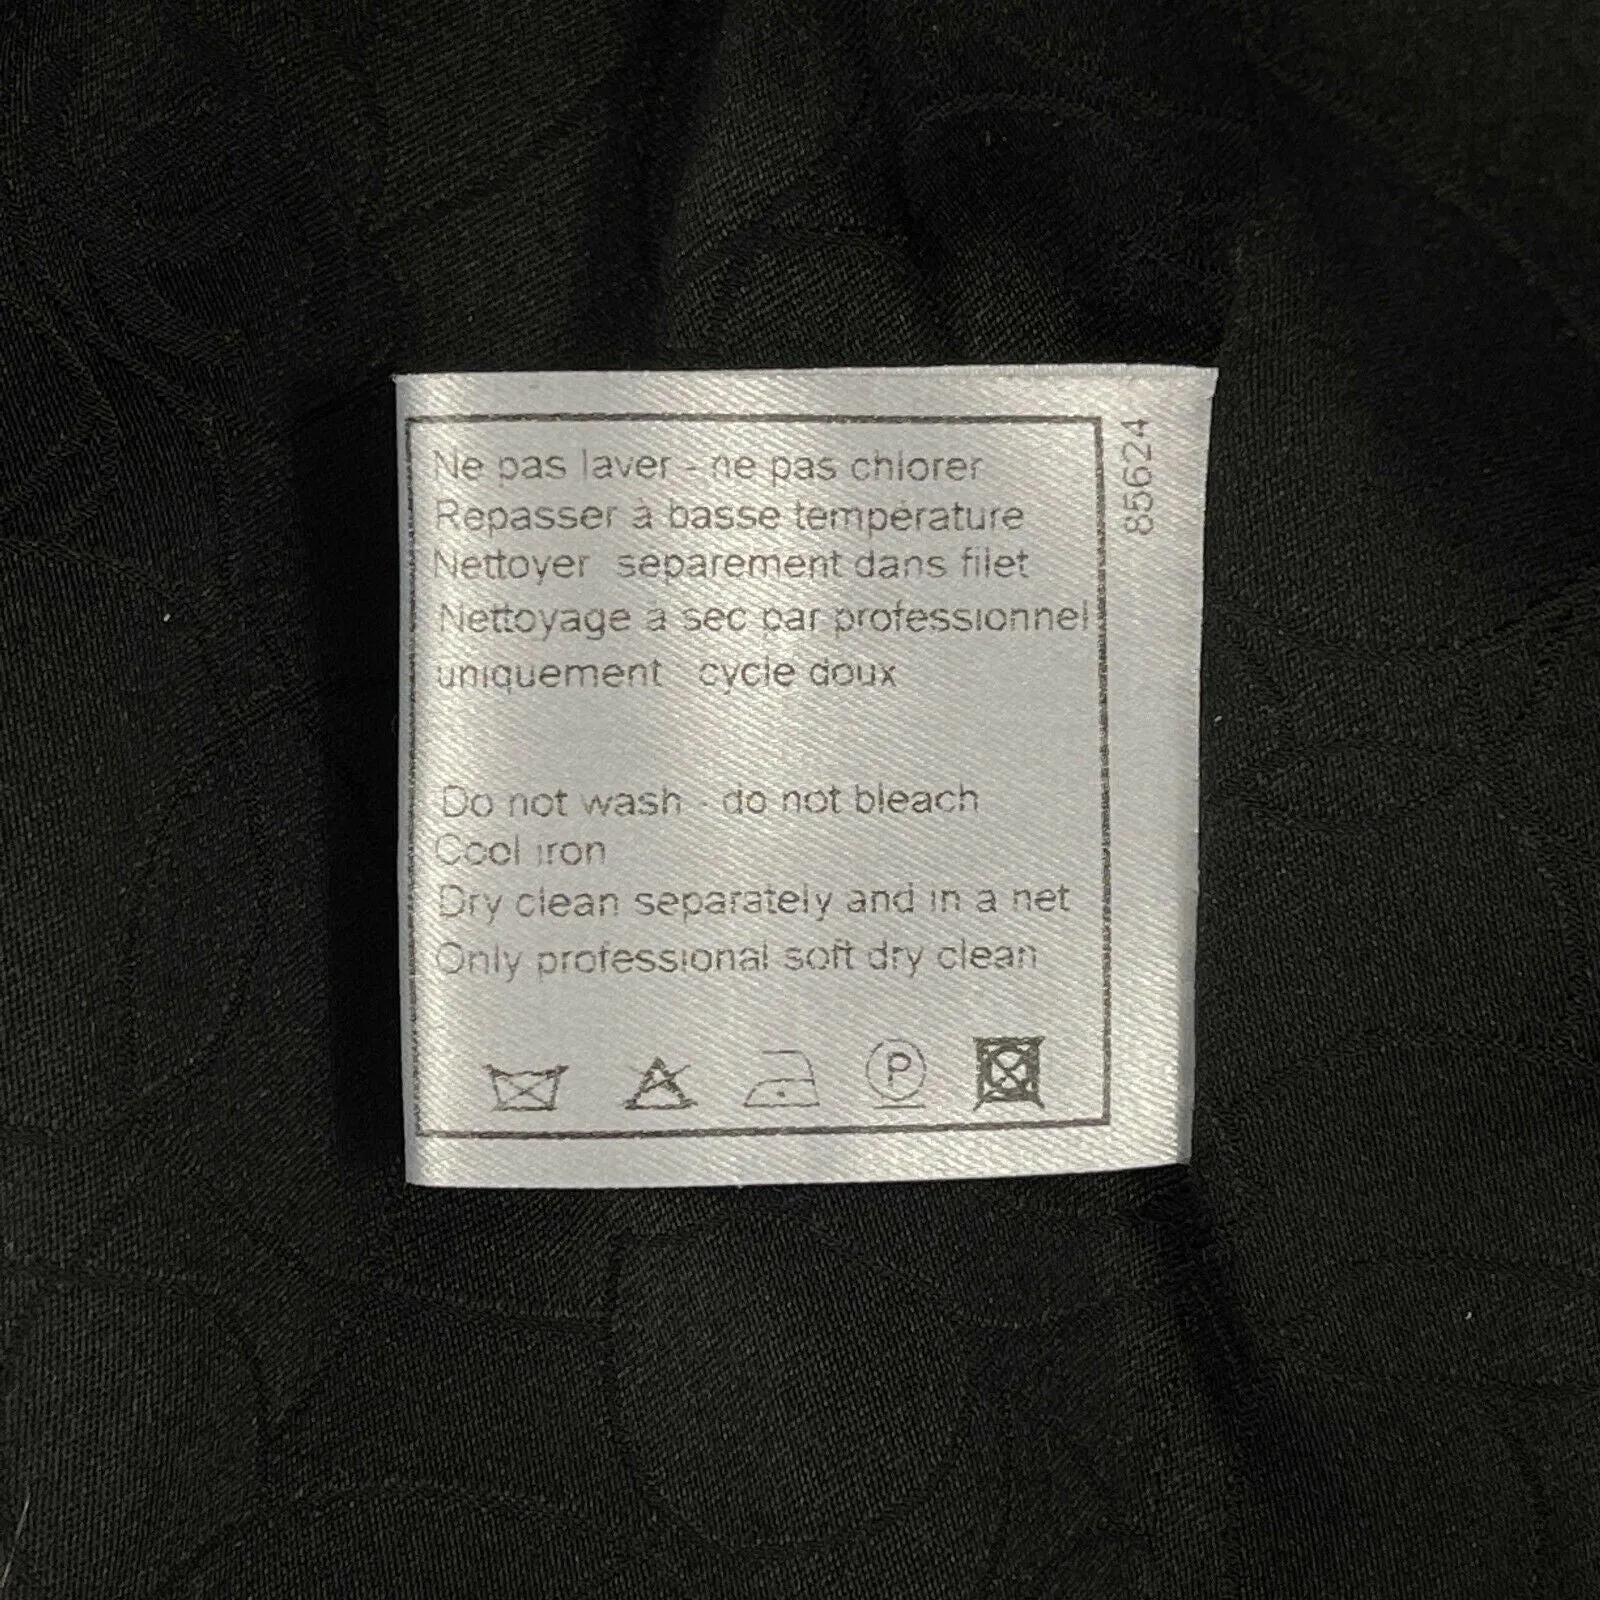 Ne pas laver - ne pas chlorer
Repasser à basse température
Nettoyer séparement dans filet
Nettoyage à sec par professionnel
uniquement cycle doux
Do not wash - do not bleach
Cool iron
Dry clean separately and in a net
Only professional soft dry clean
P
85624